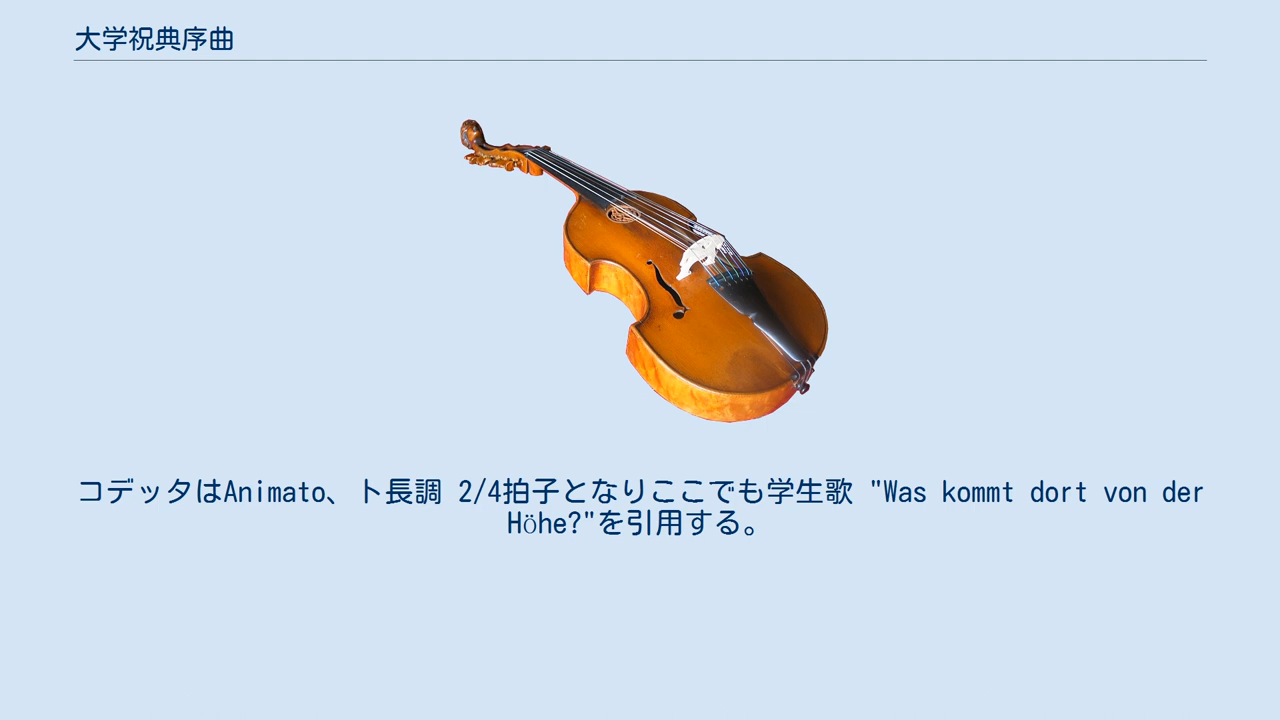 大学祝典序曲
コデッタはAnimato、ト長調 2/4拍子となりここでも学生歌 "Was kommt dort von der
Höhe?"を引用する。